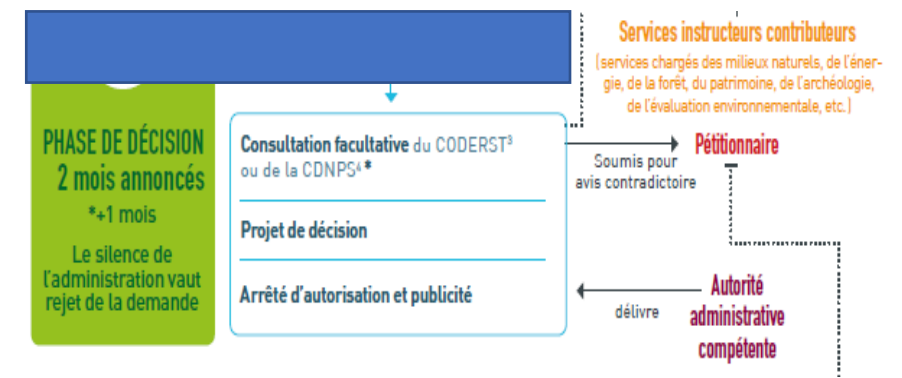 Services instructeurs contributeurs
(services chargés des milieux naturels, de l'éner-
gie, de la forêt, du patrimoine, de l'archéologie,
de l'évaluation environnementale, etc.)
PHASE DE DÉCISION
2 mois annoncés
*+1 mois
Le silence de
l'administration vaut
rejet de la demande
Consultation facultative du CODERST³
ou de la CDNPS⁴*
Projet de décision
Arrêté d'autorisation et publicité
Soumis pour
avis contradictoire
Pétitionnaire
délivre
Autorité
administrative
compétente